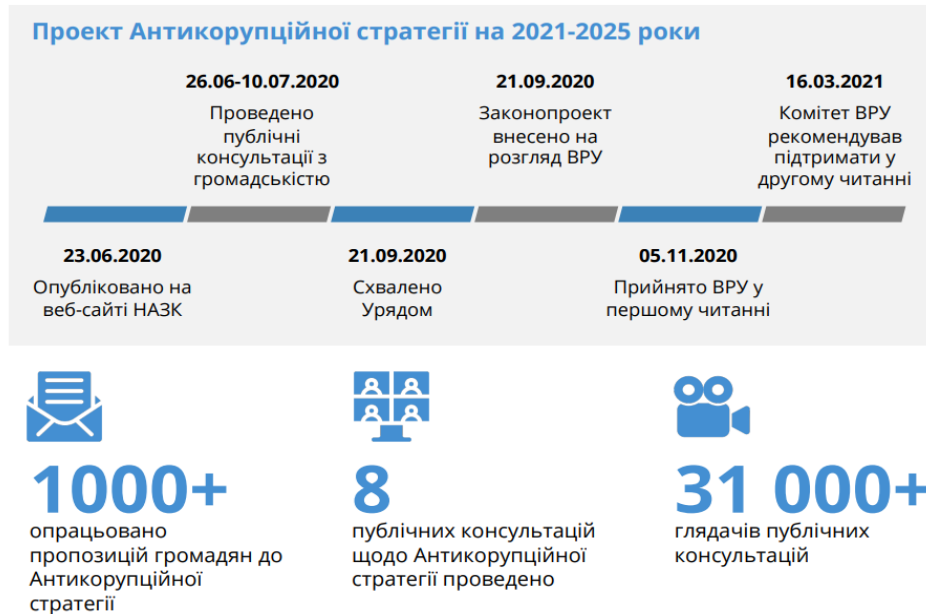 Проект Антикорупційної стратегії на 2021-2025 роки
26.06-10.07.2020
Проведено
публічні
консультації з
громадськістю
21.09.2020
Законопроект
внесено на
розгляд ВРУ
16.03.2021
Комітет ВРУ
рекомендував
підтримати у
другому читанні
23.06.2020
Опубліковано на
веб-сайті НАЗК
21.09.2020
Схвалено
Урядом
05.11.2020
Прийнято ВРУ у
першому читанні
1000+
опрацьовано
пропозицій громадян до
Антикорупційної
стратегії
8
публічних консультацій
щодо Антикорупційної
стратегії проведено
31 000+
глядачів публічних
консультацій